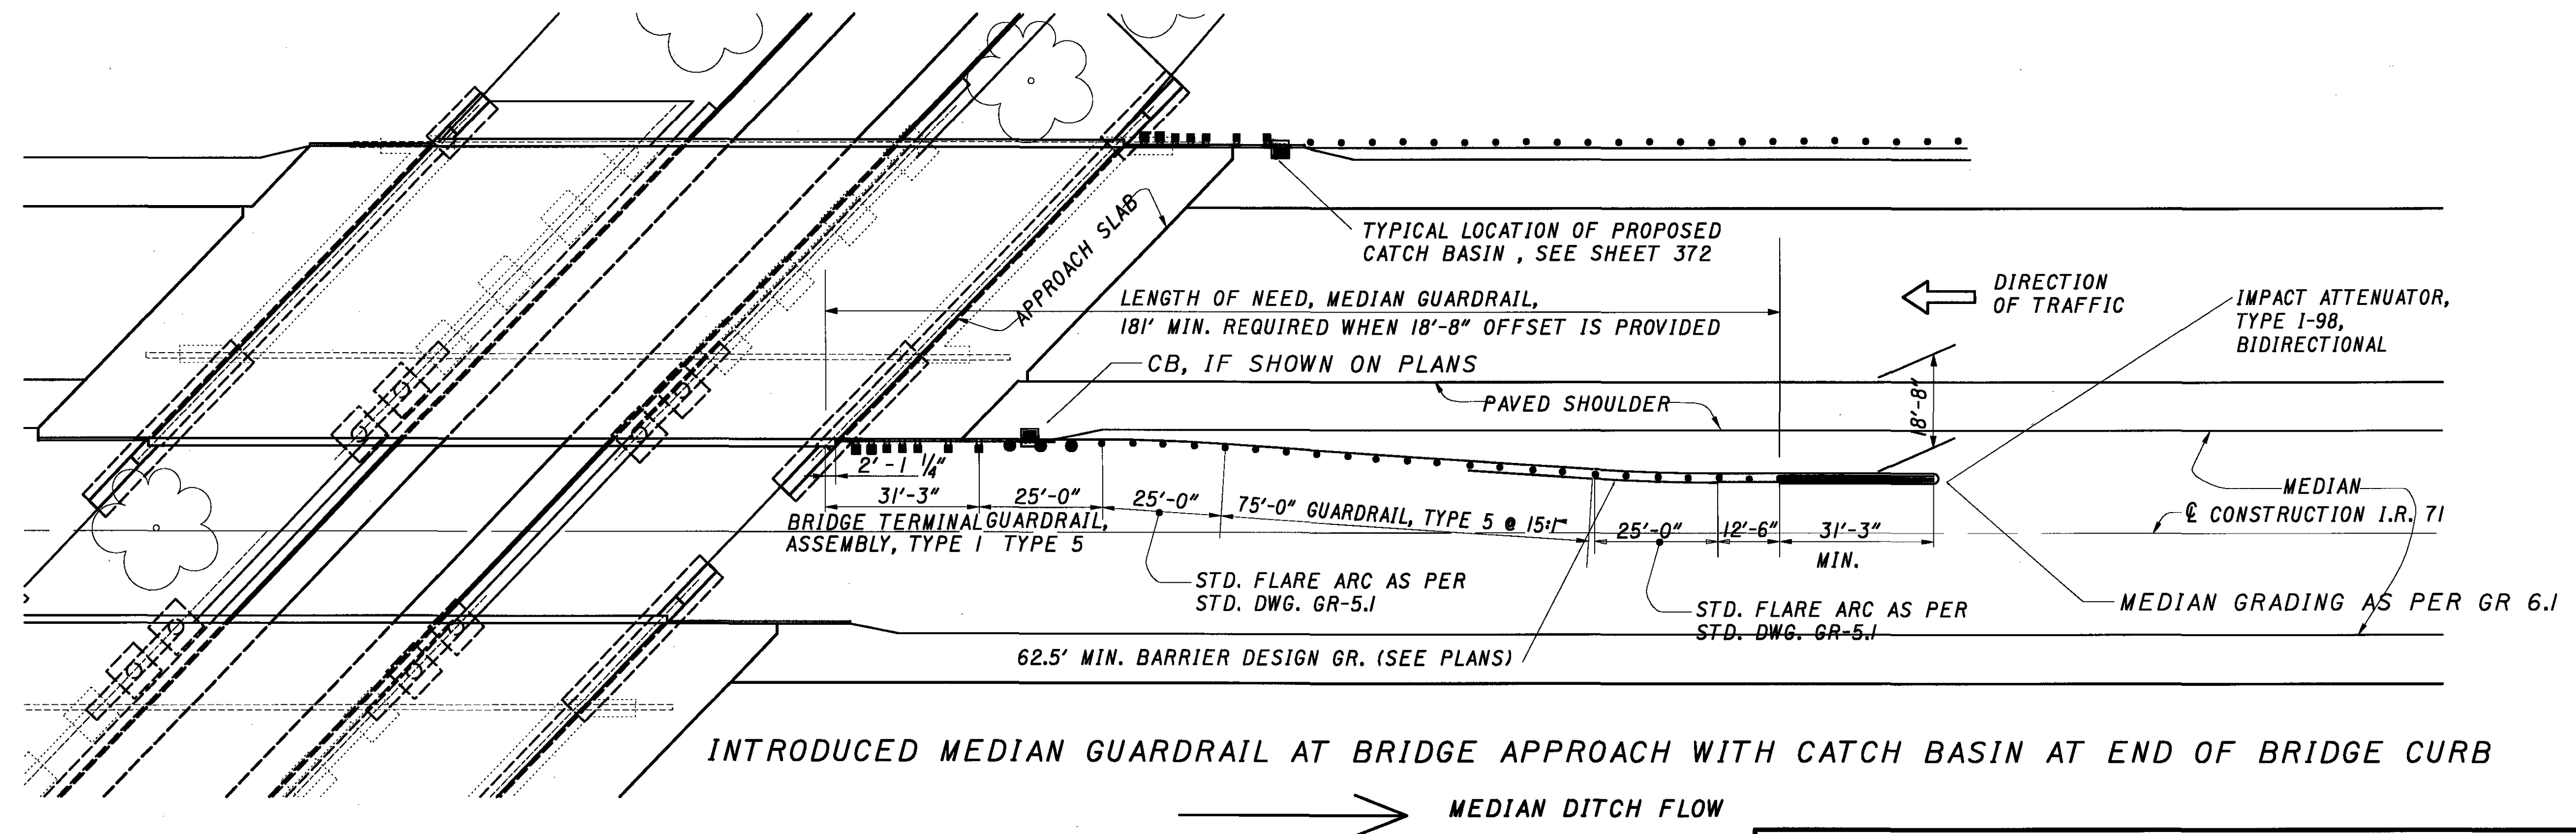 APPROACH SLAB
TYPICAL LOCATION OF PROPOSED
CATCH BASIN , SEE SHEET 372
LENGTH OF NEED, MEDIAN GUARDRAIL,
181' MIN. REQUIRED WHEN 18'-8" OFFSET IS PROVIDED
DIRECTION
OF TRAFFIC
IMPACT ATTENUATOR,
TYPE I-98,
BIDIRECTIONAL
CB, IF SHOWN ON PLANS
PAVED SHOULDER
18'-8"
2'-1 1/4"
31'-3"
25'-0"
25'-0"
75'-0" GUARDRAIL, TYPE 5 @ 15:1
25'-0"
12'-6"
31'-3"
MIN.
BRIDGE TERMINAL
ASSEMBLY, TYPE 1
GUARDRAIL,
TYPE 5
MEDIAN
℄ CONSTRUCTION I.R. 71
STD. FLARE ARC AS PER
STD. DWG. GR-5.1
STD. FLARE ARC AS PER
STD. DWG. GR-5.1
MEDIAN GRADING AS PER GR 6.1
62.5' MIN. BARRIER DESIGN GR. (SEE PLANS)
INTRODUCED MEDIAN GUARDRAIL AT BRIDGE APPROACH WITH CATCH BASIN AT END OF BRIDGE CURB
MEDIAN DITCH FLOW